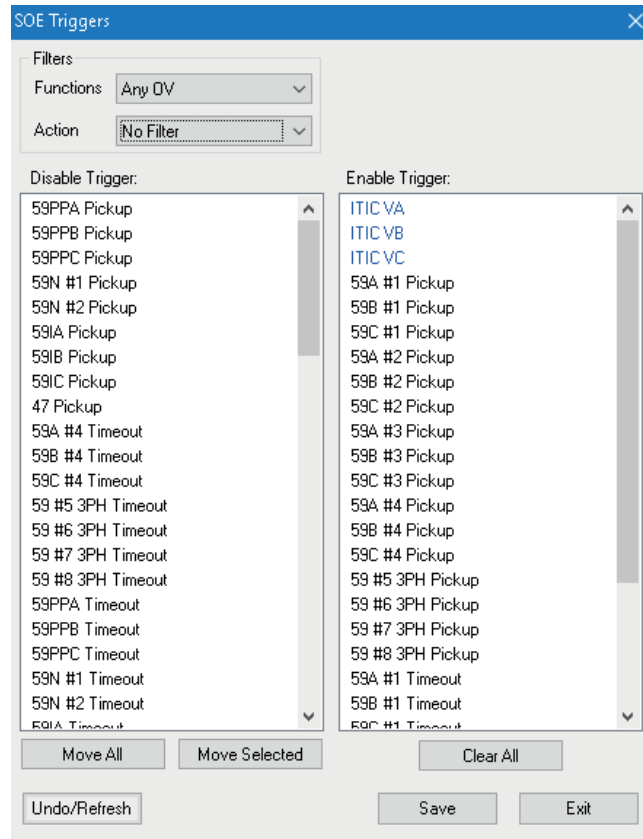 SOE Triggers
Filters
Functions Any OV
Action No Filter
Disable Trigger:
59PPA Pickup
59PPB Pickup
59PPC Pickup
59N #1 Pickup
59N #2 Pickup
59IA Pickup
59IB Pickup
59IC Pickup
47 Pickup
59A #4 Timeout
59B #4 Timeout
59C #4 Timeout
59 #5 3PH Timeout
59 #6 3PH Timeout
59 #7 3PH Timeout
59 #8 3PH Timeout
59PPA Timeout
59PPB Timeout
59PPC Timeout
59N #1 Timeout
59N #2 Timeout
59IA Timeout
Enable Trigger:
ITIC VA
ITIC VB
ITIC VC
59A #1 Pickup
59B #1 Pickup
59C #1 Pickup
59A #2 Pickup
59B #2 Pickup
59C #2 Pickup
59A #3 Pickup
59B #3 Pickup
59C #3 Pickup
59A #4 Pickup
59B #4 Pickup
59C #4 Pickup
59 #5 3PH Pickup
59 #6 3PH Pickup
59 #7 3PH Pickup
59 #8 3PH Pickup
59A #1 Timeout
59B #1 Timeout
59C #1 Timeout
Move All Move Selected Clear All
Undo/Refresh Save Exit